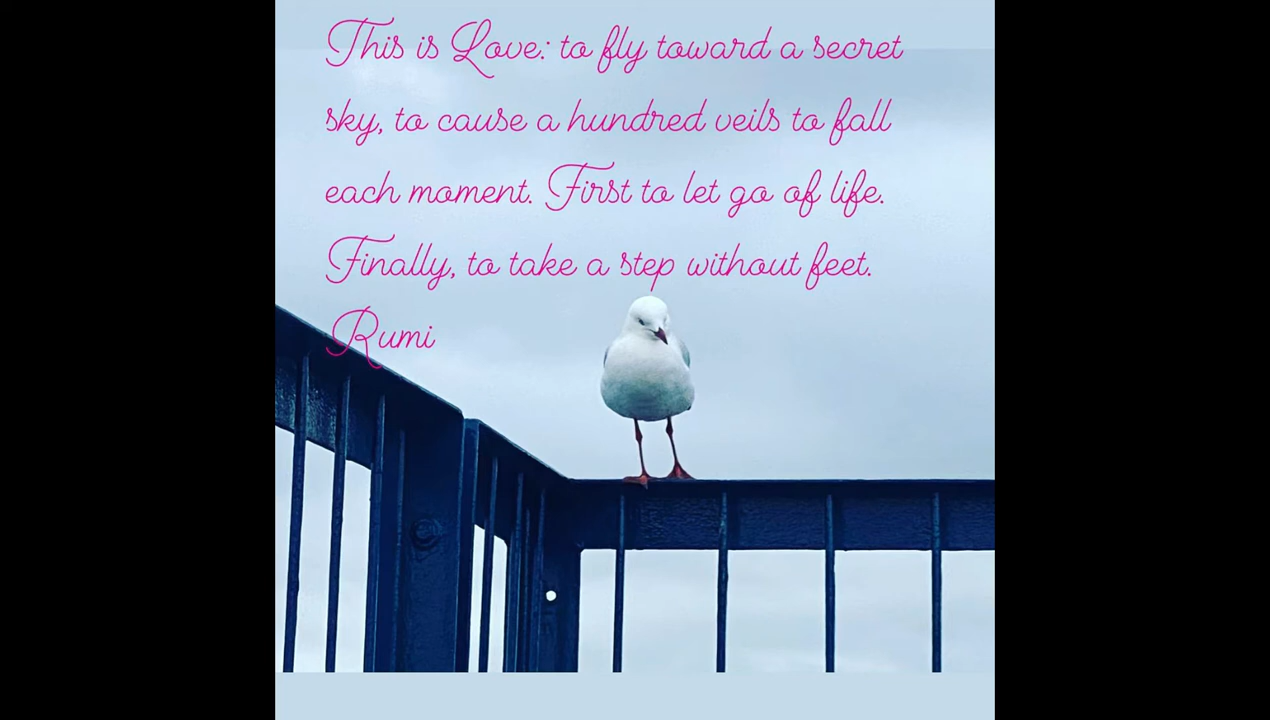 This is Love: to fly toward a secret
sky, to cause a hundred veils to fall
each moment. First to let go of life.
Finally, to take a step without feet.
Rumi